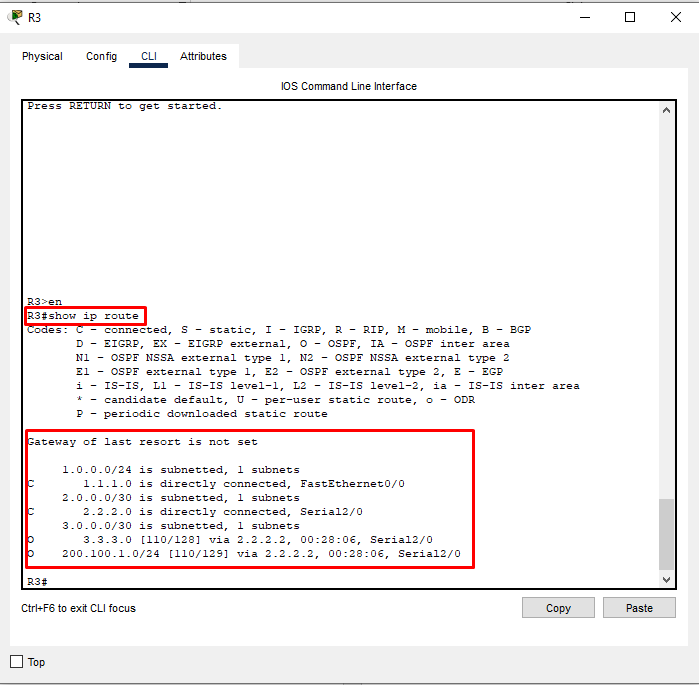 R3
Physical Config CLI Attributes
IOS Command Line Interface
Press RETURN to get started.
R3>en
R3#show ip route
Codes: C - connected, S - static, I - IGRP, R - RIP, M - mobile, B - BGP
D - EIGRP, EX - EIGRP external, O - OSPF, IA - OSPF inter area
N1 - OSPF NSSA external type 1, N2 - OSPF NSSA external type 2
E1 - OSPF external type 1, E2 - OSPF external type 2, E - EGP
i - IS-IS, L1 - IS-IS level-1, L2 - IS-IS level-2, ia - IS-IS inter area
* - candidate default, U - per-user static route, o - ODR
P - periodic downloaded static route
Gateway of last resort is not set
1.0.0.0/24 is subnetted, 1 subnets
C 1.1.1.0 is directly connected, FastEthernet0/0
2.0.0.0/30 is subnetted, 1 subnets
C 2.2.2.0 is directly connected, Serial2/0
3.0.0.0/30 is subnetted, 1 subnets
O 3.3.3.0 [110/128] via 2.2.2.2, 00:28:06, Serial2/0
O 200.100.1.0/24 [110/129] via 2.2.2.2, 00:28:06, Serial2/0
R3#
Ctrl+F6 to exit CLI focus
Copy Paste
Top